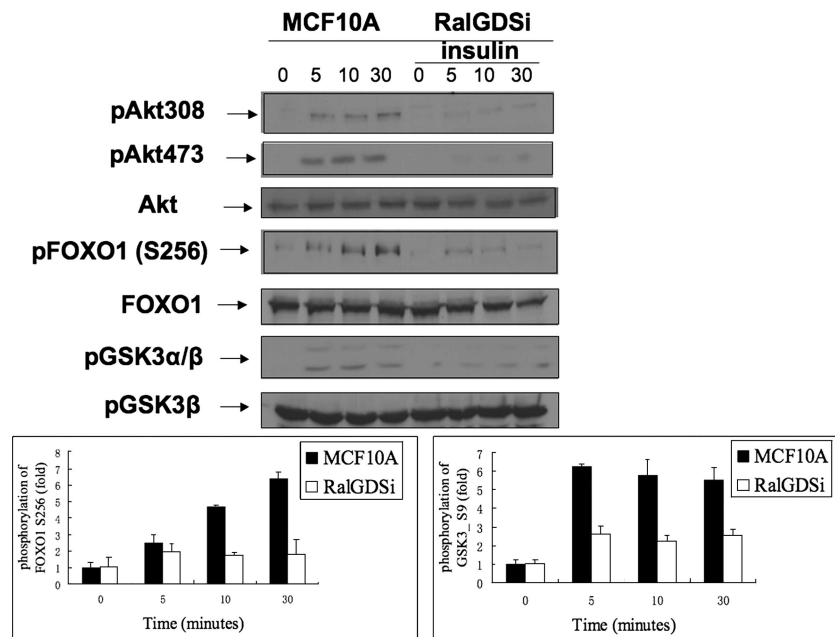 MCF10A RalGDSi
insulin
0 5 10 30 0 5 10 30
pAkt308
pAkt473
Akt
pFOXO1 (S256)
FOXO1
pGSK3α/β
pGSK3β
phosphorylation of
FOXO1 S256 (fold)
8
7
6
5
4
3
2
1
0
MCF10A
RalGDSi
0 5 10 30
Time (minutes)
phosphorylation of
GSK3_ S9 (fold)
7
6
5
4
3
2
1
0
MCF10A
RalGDSi
0 5 10 30
Time (minutes)